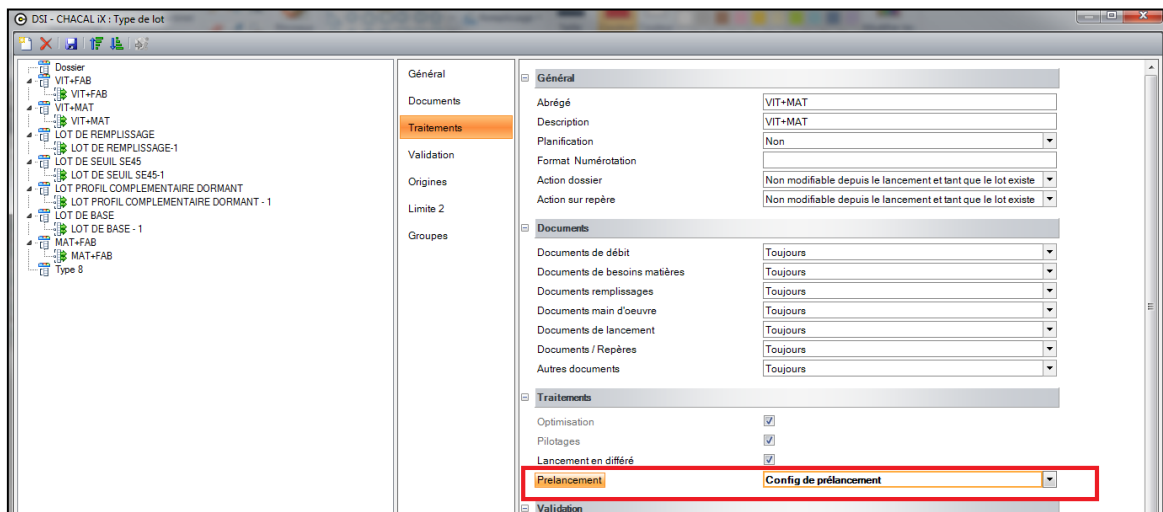 DSI - CHACAL iX : Type de lot
Dossier
VIT+FAB
VIT+FAB
VIT+MAT
VIT+MAT
LOT DE REMPLISSAGE
LOT DE REMPLISSAGE-1
LOT DE SEUIL SE45
LOT DE SEUIL SE45-1
LOT PROFIL COMPLEMENTAIRE DORMANT
LOT PROFIL COMPLEMENTAIRE DORMANT - 1
LOT DE BASE
LOT DE BASE - 1
MAT+FAB
MAT+FAB
Type 8
Général
Documents
Traitements
Validation
Origines
Limite 2
Groupes
Général
Abrégé VIT+MAT
Description VIT+MAT
Planification Non
Format Numérotation
Action dossier Non modifiable depuis le lancement et tant que le lot existe
Action sur repère Non modifiable depuis le lancement et tant que le lot existe
Documents
Documents de débit Toujours
Documents de besoins matières Toujours
Documents remplissages Toujours
Documents main d'oeuvre Toujours
Documents de lancement Toujours
Documents / Repères Toujours
Autres documents Toujours
Traitements
Optimisation
Pilotages
Lancement en différé
Prelancement Config de prélancement
Validation